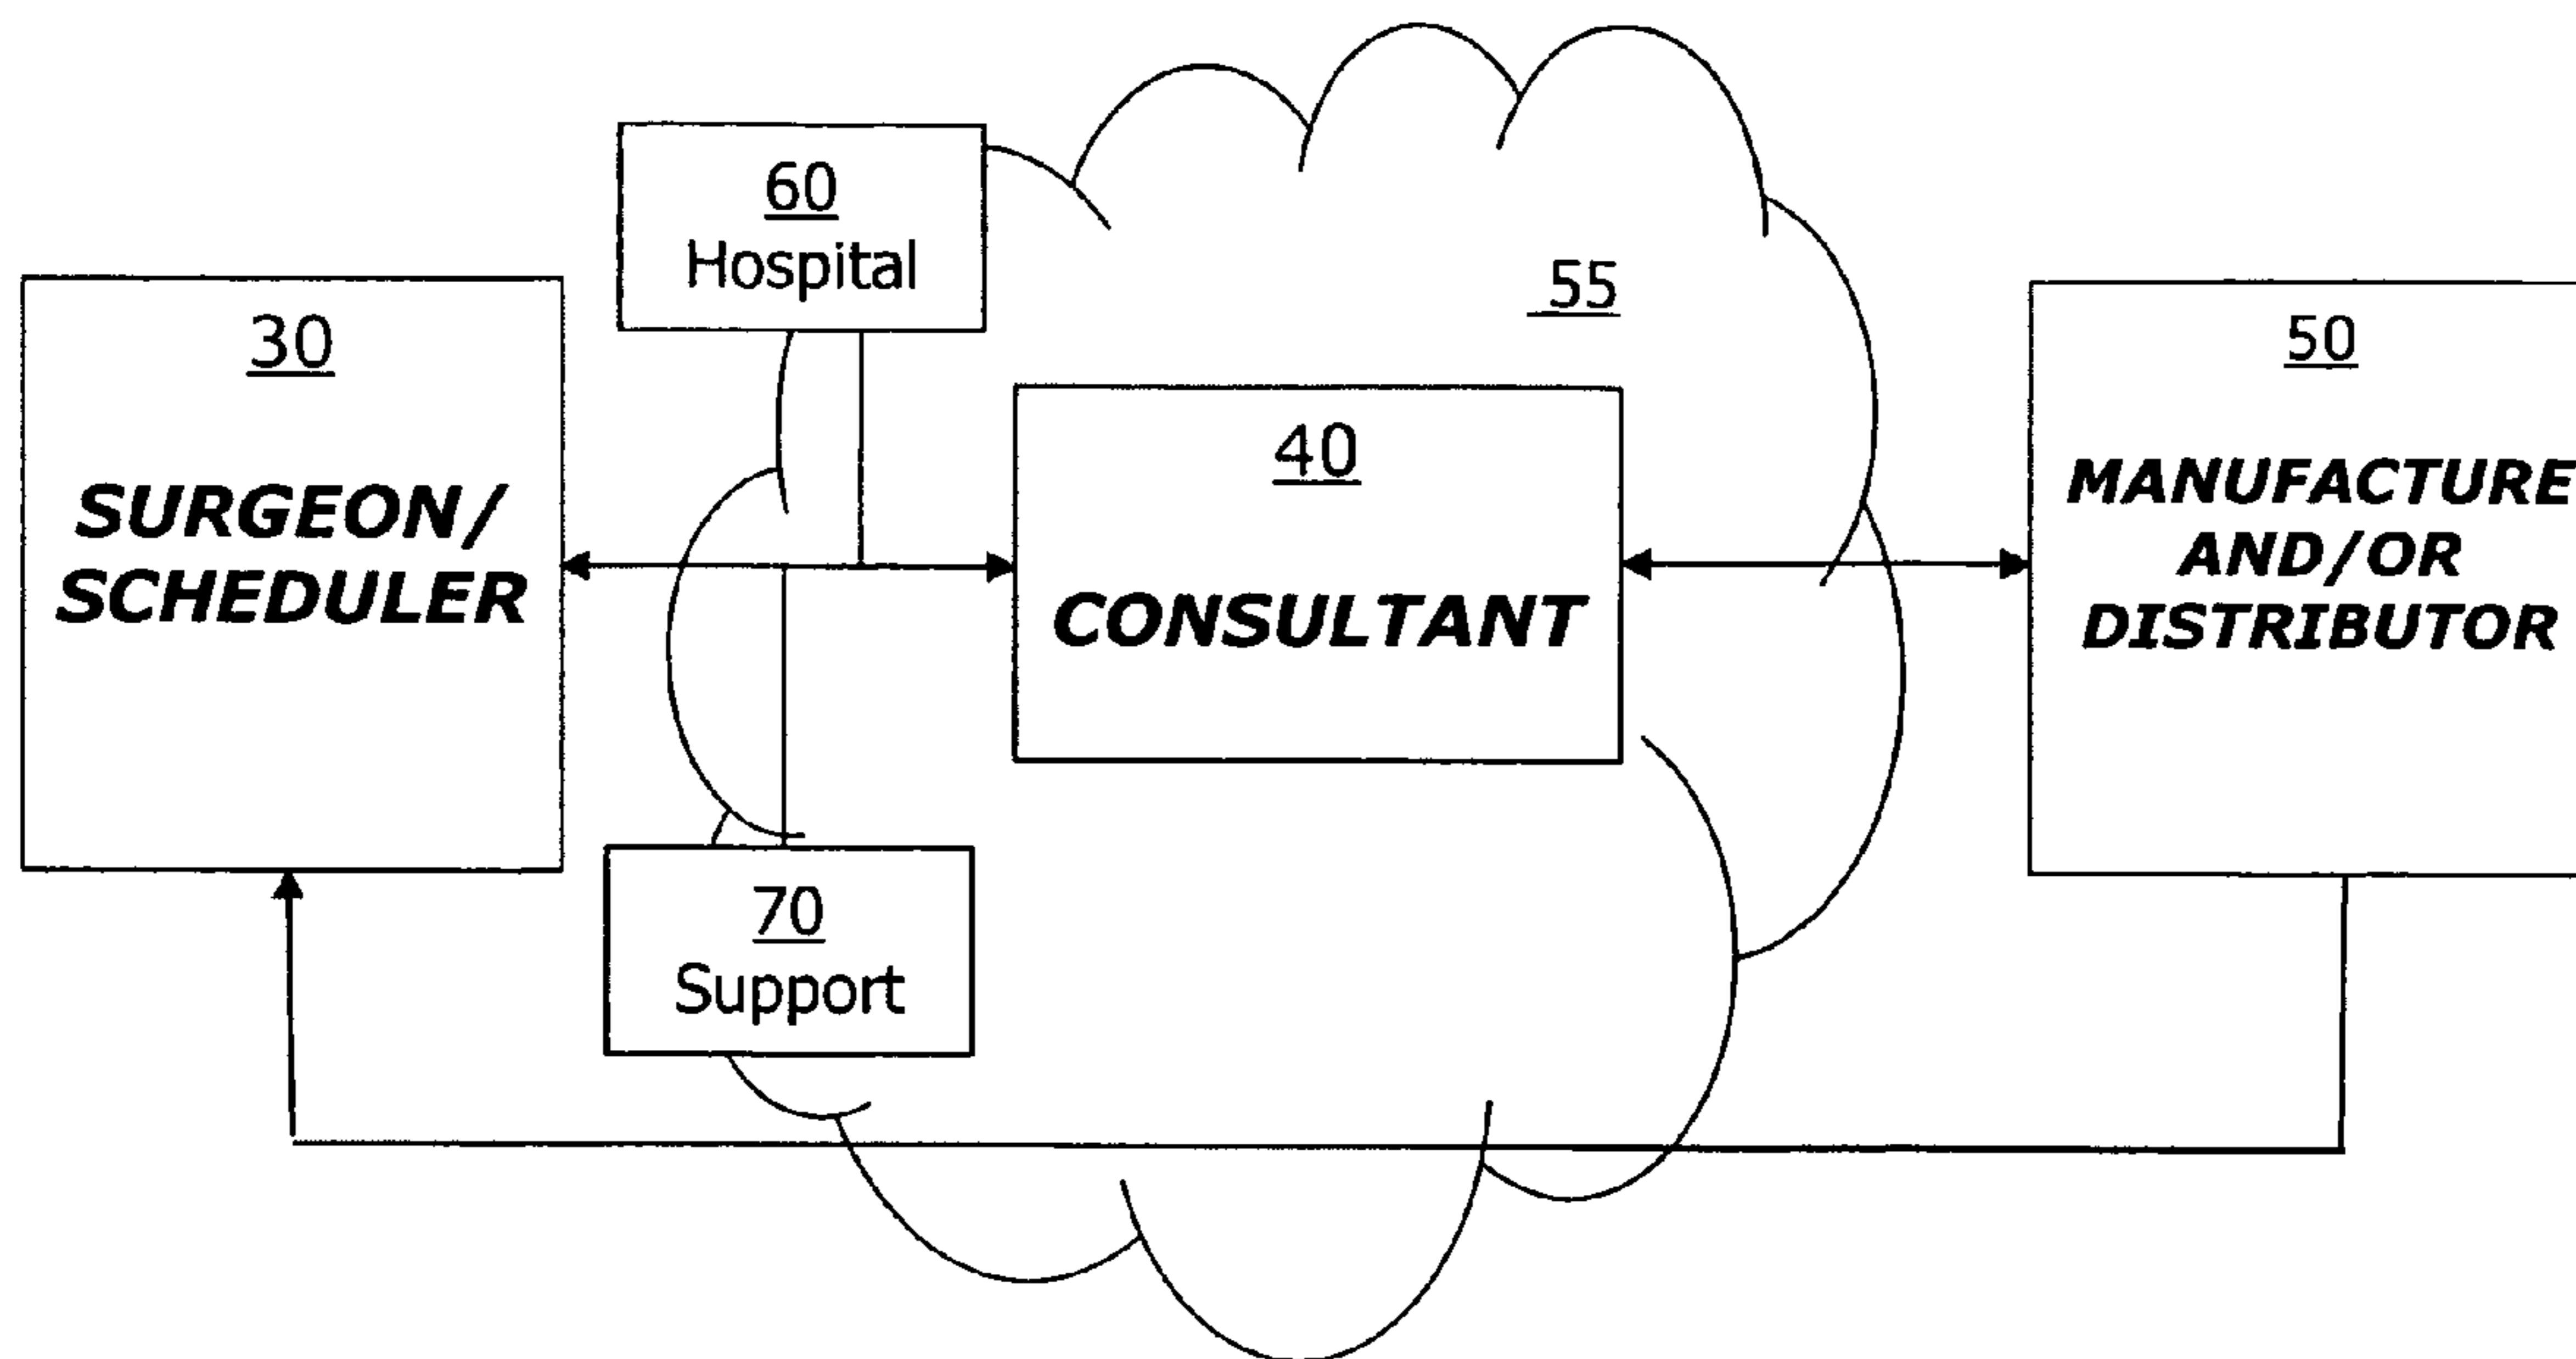 60
Hospital
55
30
SURGEON/
SCHEDULER
40
CONSULTANT
50
MANUFACTURE
AND/OR
DISTRIBUTOR
70
Support